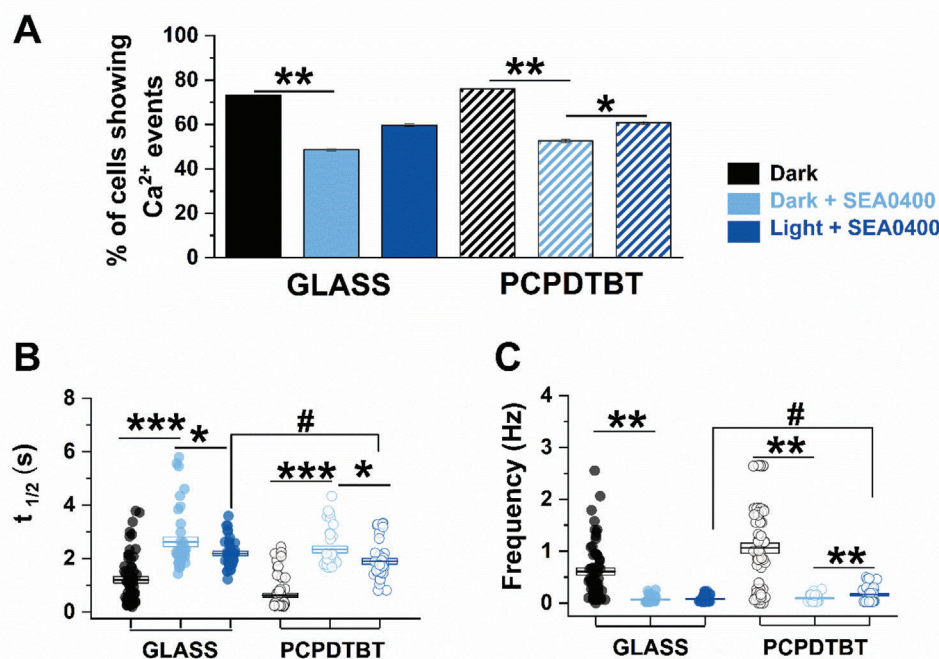 A
% of cells showing
Ca²⁺ events
100
80
60
40
20
0
**
**
*
GLASS
PCPDTBT
Dark
Dark + SEA0400
Light + SEA0400
B
t 1/2 (s)
8
6
4
2
0
***
*
#
***
*
GLASS
PCPDTBT
C
Frequency (Hz)
4
3
2
1
0
**
#
**
**
GLASS
PCPDTBT